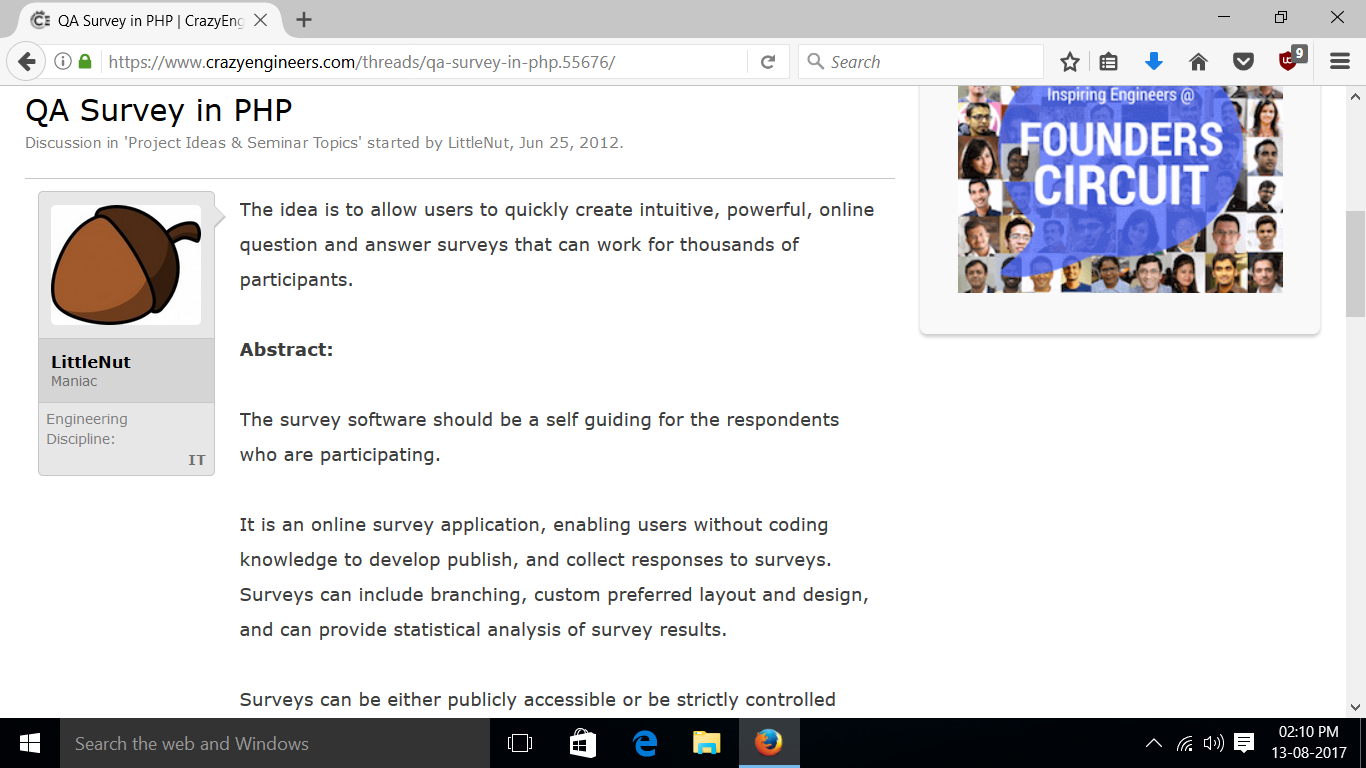 QA Survey in PHP | CrazyEng
https://www.crazyengineers.com/threads/qa-survey-in-php.55676/
Search
9
QA Survey in PHP
Discussion in 'Project Ideas & Seminar Topics' started by LittleNut, Jun 25, 2012.
LittleNut
Maniac
Engineering
Discipline:
IT
The idea is to allow users to quickly create intuitive, powerful, online
question and answer surveys that can work for thousands of
participants.
Abstract:
The survey software should be a self guiding for the respondents
who are participating.
It is an online survey application, enabling users without coding
knowledge to develop publish, and collect responses to surveys.
Surveys can include branching, custom preferred layout and design,
and can provide statistical analysis of survey results.
Surveys can be either publicly accessible or be strictly controlled
Inspiring Engineers @
FOUNDERS
CIRCUIT
Search the web and Windows
02:10 PM
13-08-2017